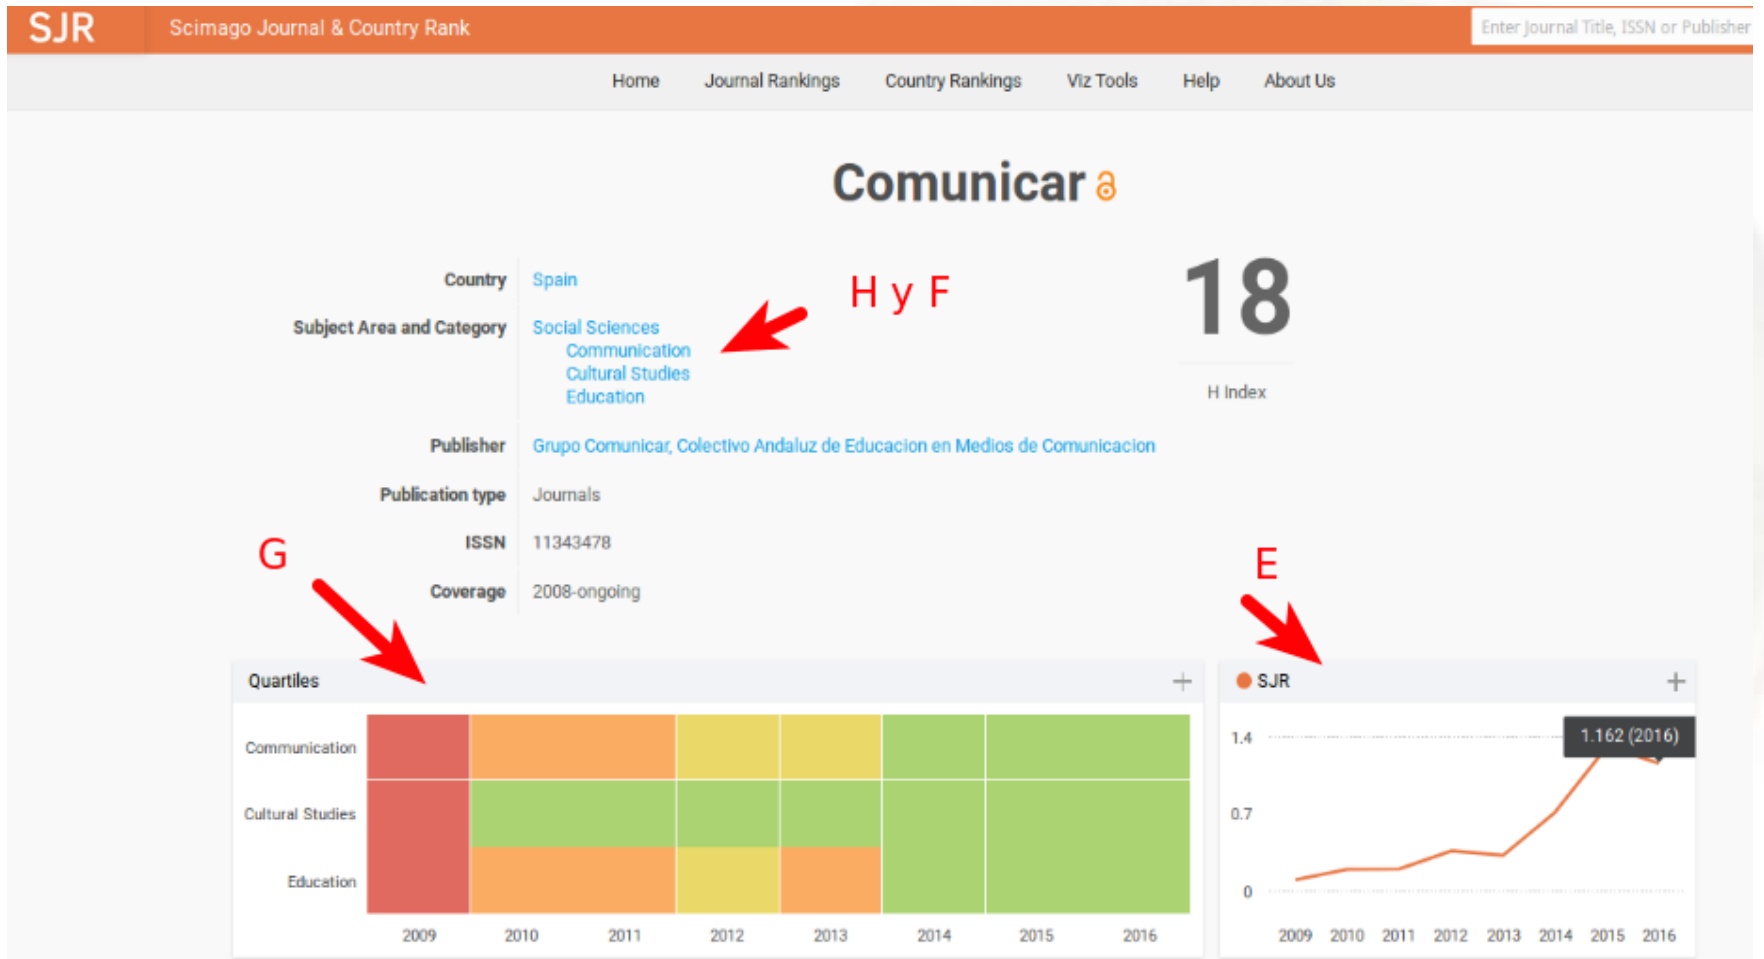 SJR Scimago Journal & Country Rank Enter Journal Title, ISSN or Publisher
Home Journal Rankings Country Rankings Viz Tools Help About Us
Comunicar
Country Spain
H y F
18
H Index
Subject Area and Category Social Sciences
Communication
Cultural Studies
Education
Publisher Grupo Comunicar, Colectivo Andaluz de Educacion en Medios de Comunicacion
Publication type Journals
ISSN 11343478
Coverage 2008-ongoing
G
E
Quartiles
Communication
Cultural Studies
Education
2009 2010 2011 2012 2013 2014 2015 2016
SJR
1.162 (2016)
1.4
0.7
0
2009 2010 2011 2012 2013 2014 2015 2016